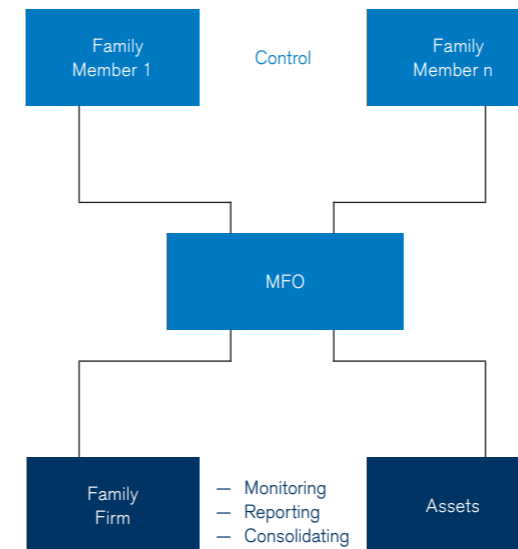 Family
Member 1
Control
Family
Member n
MFO
Family
Firm
— Monitoring
— Reporting
— Consolidating
Assets